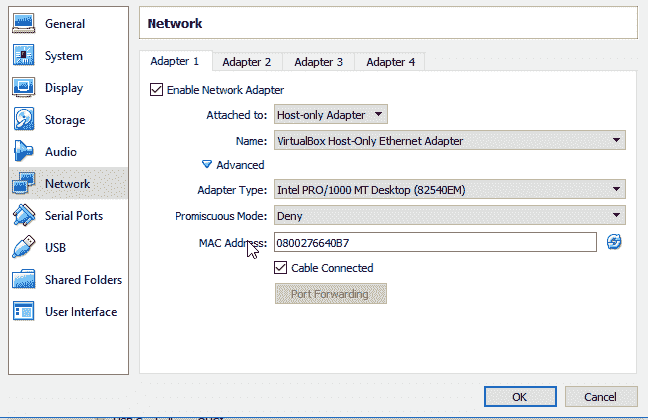 General
System
Display
Storage
Audio
Network
Serial Ports
USB
Shared Folders
User Interface
Network
Adapter 1 Adapter 2 Adapter 3 Adapter 4
Enable Network Adapter
Attached to: Host-only Adapter
Name: VirtualBox Host-Only Ethernet Adapter
Advanced
Adapter Type: Intel PRO/1000 MT Desktop (82540EM)
Promiscuous Mode: Deny
MAC Address: 0800276640B7
Cable Connected
Port Forwarding
OK Cancel